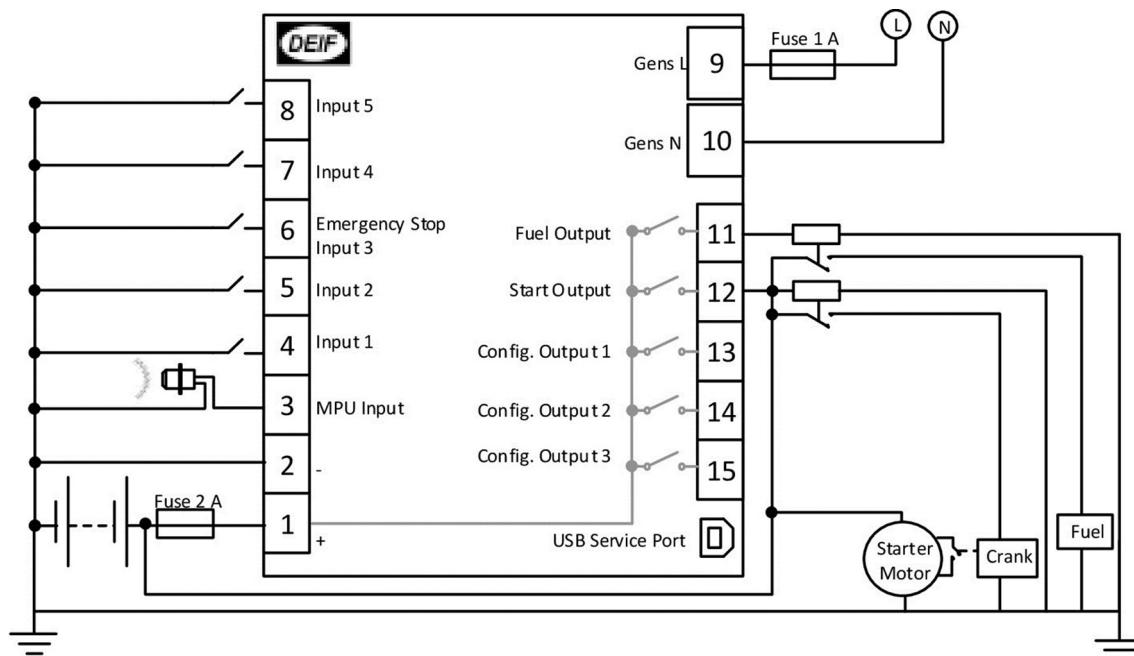 DEIF
Gens L
9
Fuse 1 A
L
N
8
Input 5
Gens N
10
7
Input 4
6
Emergency Stop
Input 3
Fuel Output
11
5
Input 2
Start Output
12
4
Input 1
Config. Output 1
13
3
MPU Input
Config. Output 2
14
2
-
Config. Output 3
15
Fuse 2 A
1
+
USB Service Port
Starter
Motor
Crank
Fuel